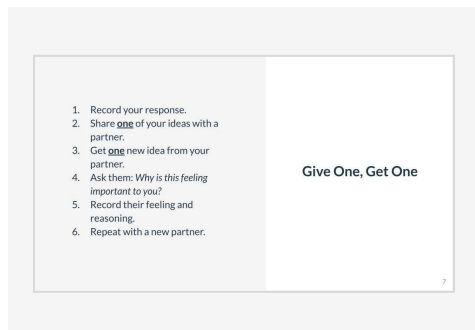 1. Record your response.
2. Share one of your ideas with a
partner.
3. Get one new idea from your
partner.
4. Ask them: Why is this feeling
important to you?
5. Record their feeling and
reasoning.
6. Repeat with a new partner.
Give One, Get One
7